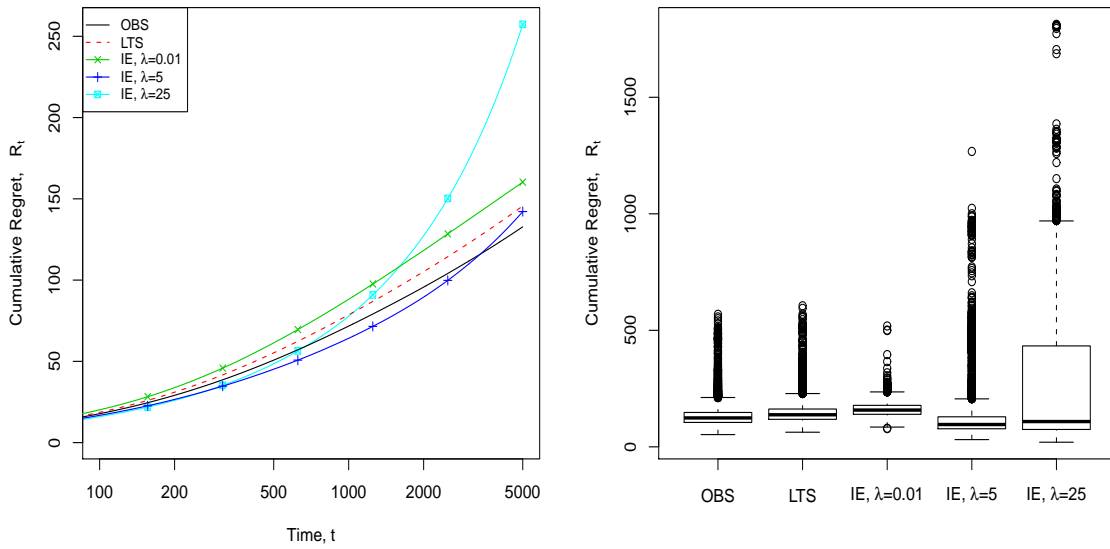 OBS
LTS
IE, λ=0.01
IE, λ=5
IE, λ=25
Cumulative Regret, Rt
0
50
100
150
200
250
100
200
500
1000
2000
5000
Time, t
Cumulative Regret, Rt
0
500
1000
1500
OBS
LTS
IE, λ=0.01
IE, λ=5
IE, λ=25